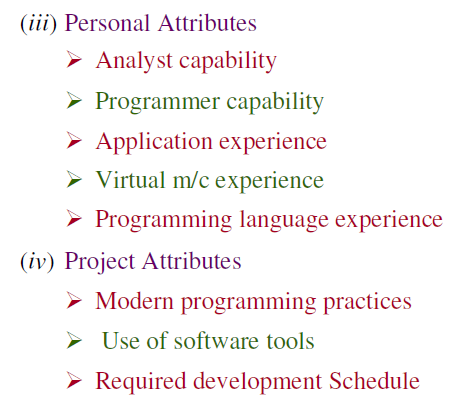 (iii) Personal Attributes
➢ Analyst capability
➢ Programmer capability
➢ Application experience
➢ Virtual m/c experience
➢ Programming language experience
(iv) Project Attributes
➢ Modern programming practices
➢ Use of software tools
➢ Required development Schedule